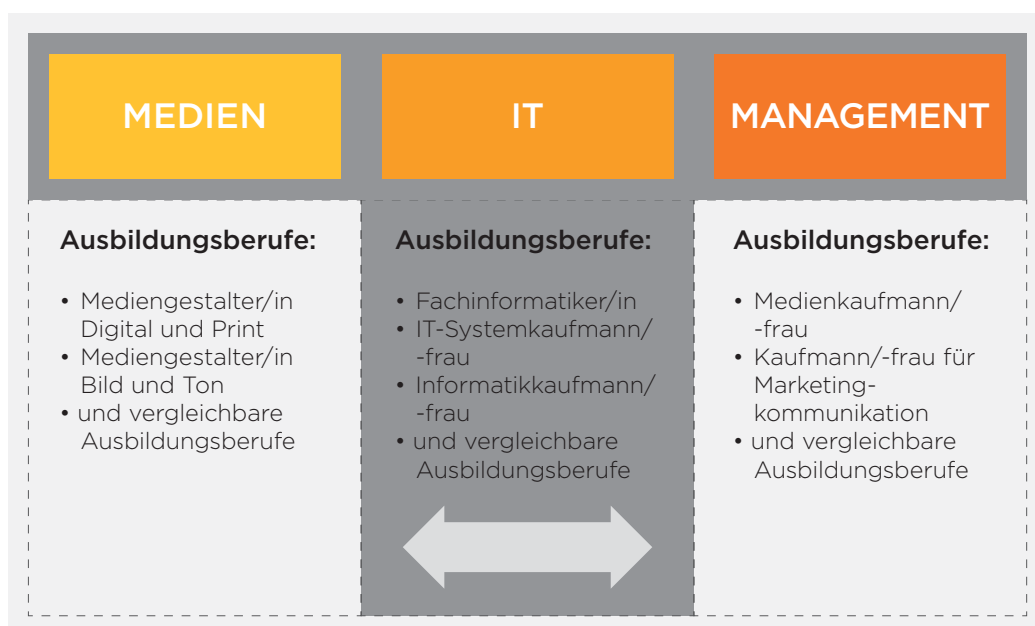 MEDIEN
Ausbildungsberufe:
• Mediengestalter/in
Digital und Print
• Mediengestalter/in
Bild und Ton
• und vergleichbare
Ausbildungsberufe
IT
Ausbildungsberufe:
• Fachinformatiker/in
• IT-Systemkaufmann/
-frau
• Informatikkaufmann/
-frau
• und vergleichbare
Ausbildungsberufe
MANAGEMENT
Ausbildungsberufe:
• Medienkaufmann/
-frau
• Kaufmann/-frau für
Marketing-
kommunikation
• und vergleichbare
Ausbildungsberufe